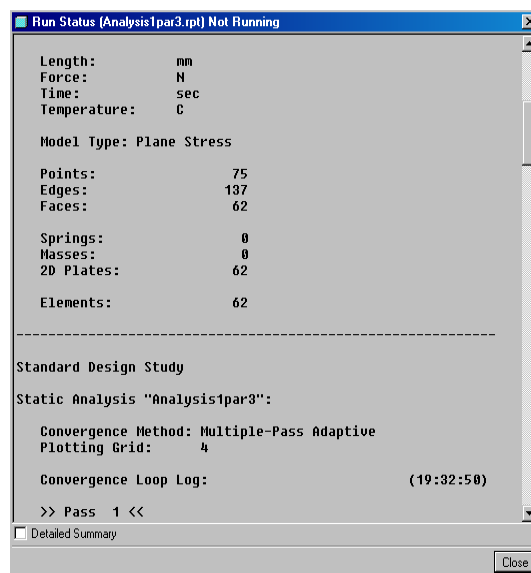 Run Status (Analysis1par3.rpt) Not Running
Length: mm
Force: N
Time: sec
Temperature: C
Model Type: Plane Stress
Points: 75
Edges: 137
Faces: 62
Springs: 0
Masses: 0
2D Plates: 62
Elements: 62
------------------------------------------------------------
Standard Design Study
Static Analysis "Analysis1par3":
Convergence Method: Multiple-Pass Adaptive
Plotting Grid: 4
Convergence Loop Log: (19:32:50)
>> Pass 1 <<
Detailed Summary
Close